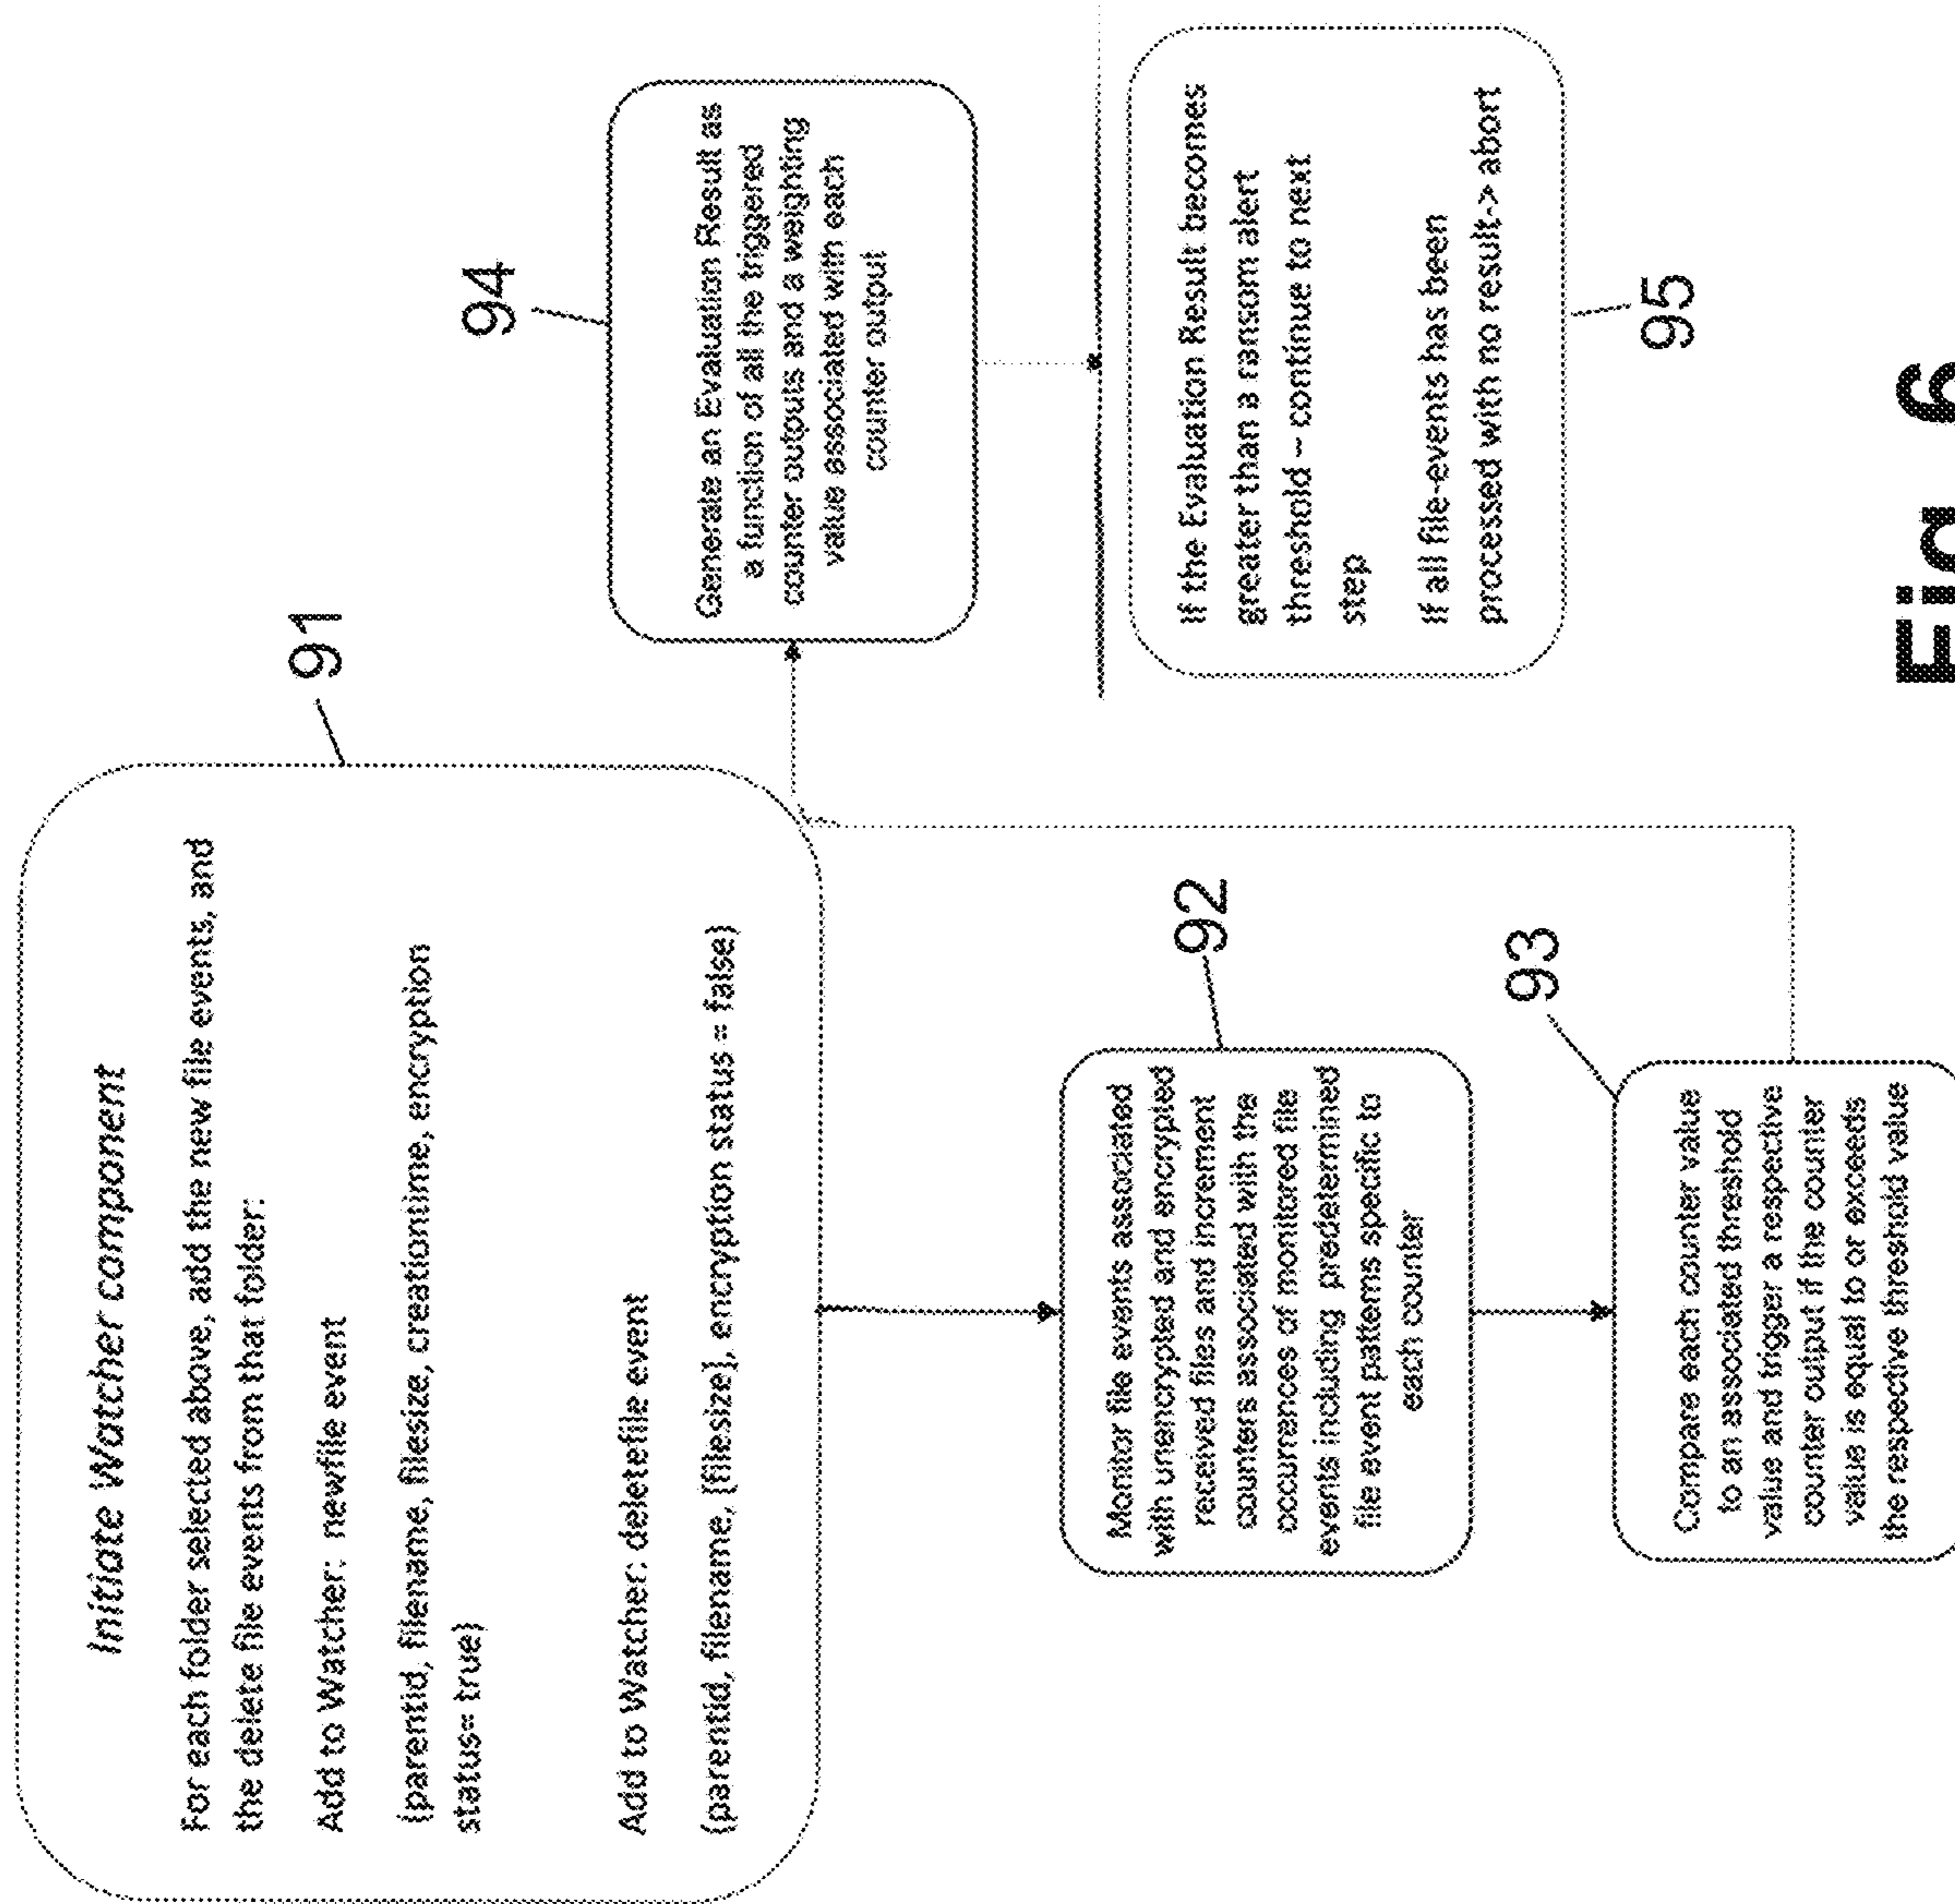 91
Initiate Watcher component
For each folder selected above, add the new file events, and
the delete file events from that folder:
Add to Watcher: newfile event
(parentid, filename, filesize, creationtime, encryption
status= true)
Add to Watcher: deletefile event
(parentid, filename, [filesize], encryption status = false)
92
Monitor file events associated
with unencrypted and encrypted
received files and increment
counters associated with the
occurrences of monitored file
events including predetermined
file event patterns specific to
each counter
93
Compare each counter value
to an associated threshold
value and trigger a respective
counter output if the counter
value is equal to or exceeds
the respective threshold value
94
Generate an Evaluation Result as
a function of all the triggered
counter outputs and a weighting
value associated with each
counter output
If the Evaluation Result becomes
greater than a ransom alert
threshold -- continue to next
step
If all file-events has been
processed with no result-> abort
95
Fig. 6